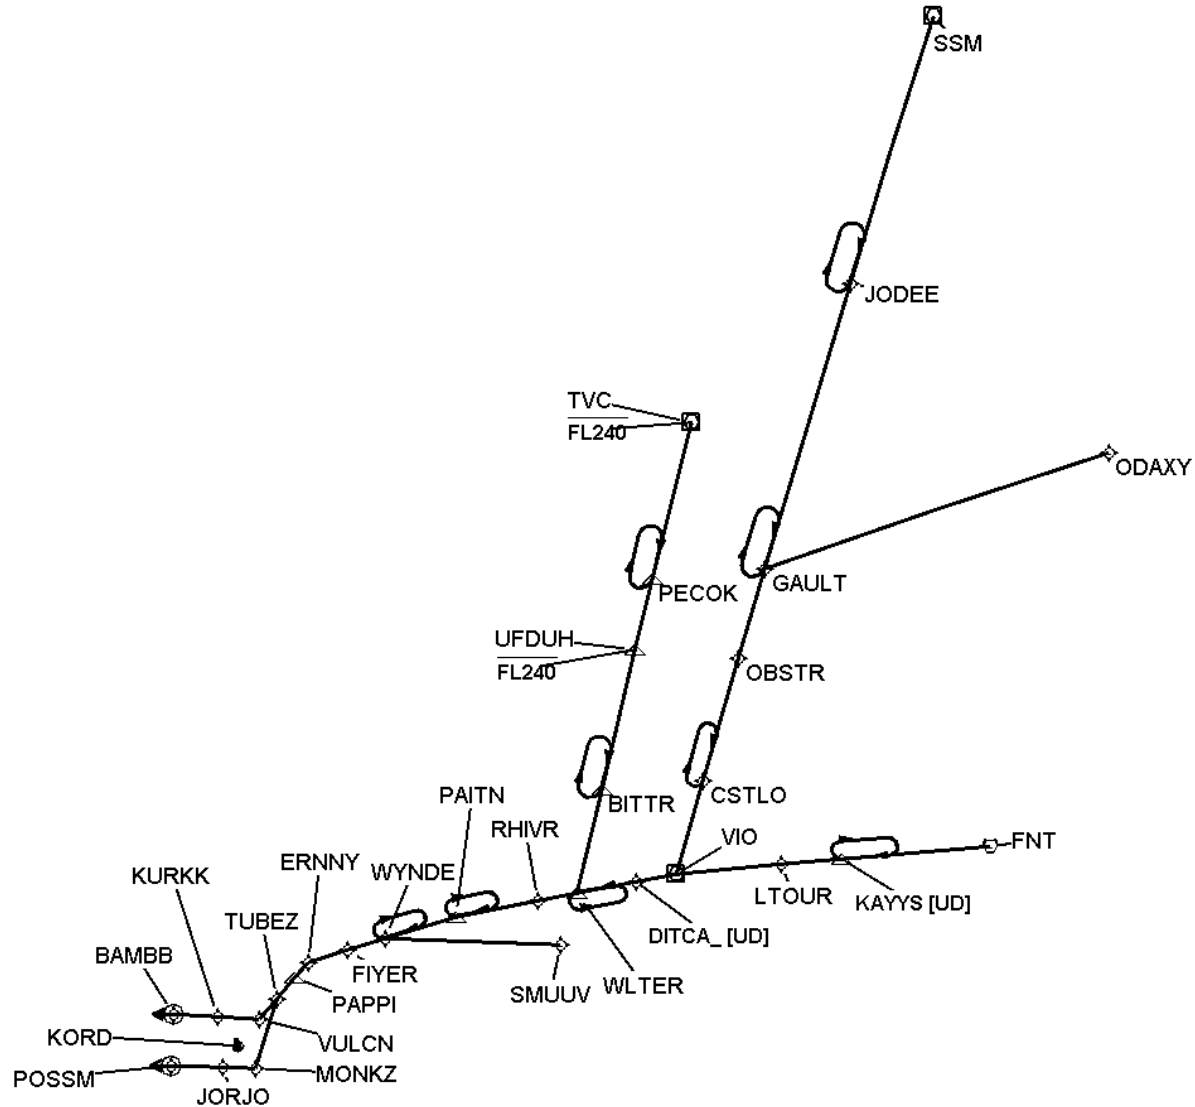 SSM
JODEE
TVC
FL240
ODAXY
GAULT
PECOK
UFDUH
FL240
OBSTR
CSTLO
BITTR
PAITN
RHIVR
VIO
FNT
ERNNY
WYNDE
KURKK
LTOUR
KAYYS [UD]
TUBEZ
DITCA_ [UD]
BAMBB
FIYER
SMUUV
WLTER
PAPPI
KORD
VULCN
POSSM
MONKZ
JORJO